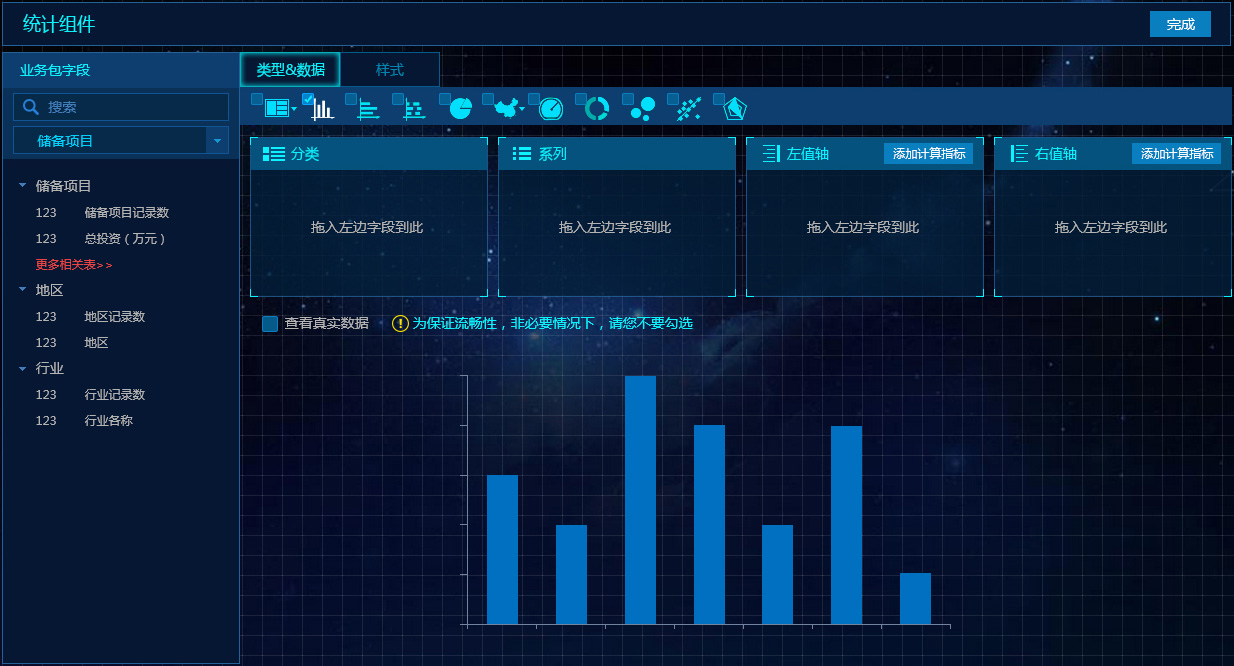 统计组件
完成
业务包字段
类型&数据
样式
搜索
储备项目
分类
系列
左值轴
添加计算指标
右值轴
添加计算指标
储备项目
123 储备项目记录数
123 总投资（万元）
更多相关表>>
地区
123 地区记录数
123 地区
行业
123 行业记录数
123 行业各称
拖入左边字段到此
拖入左边字段到此
拖入左边字段到此
拖入左边字段到此
查看真实数据
为保证流畅性，非必要情况下，请您不要勾选